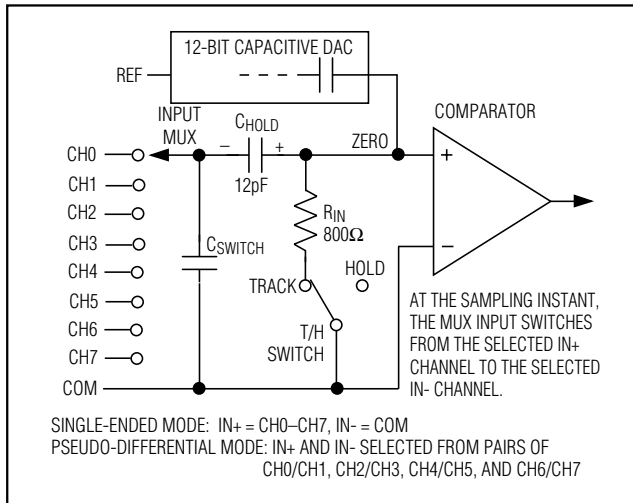 12-BIT CAPACITIVE DAC
REF
COMPARATOR
INPUT
MUX
CHOLD
ZERO
− +
12pF
+
−
CH0
CH1
CH2
CH3
CH4
CH5
CH6
CH7
COM
CSWITCH
RIN
800Ω
HOLD
TRACK
T/H
SWITCH
AT THE SAMPLING INSTANT,
THE MUX INPUT SWITCHES
FROM THE SELECTED IN+
CHANNEL TO THE SELECTED
IN- CHANNEL.
SINGLE-ENDED MODE: IN+ = CH0–CH7, IN- = COM
PSEUDO-DIFFERENTIAL MODE: IN+ AND IN- SELECTED FROM PAIRS OF
CH0/CH1, CH2/CH3, CH4/CH5, AND CH6/CH7